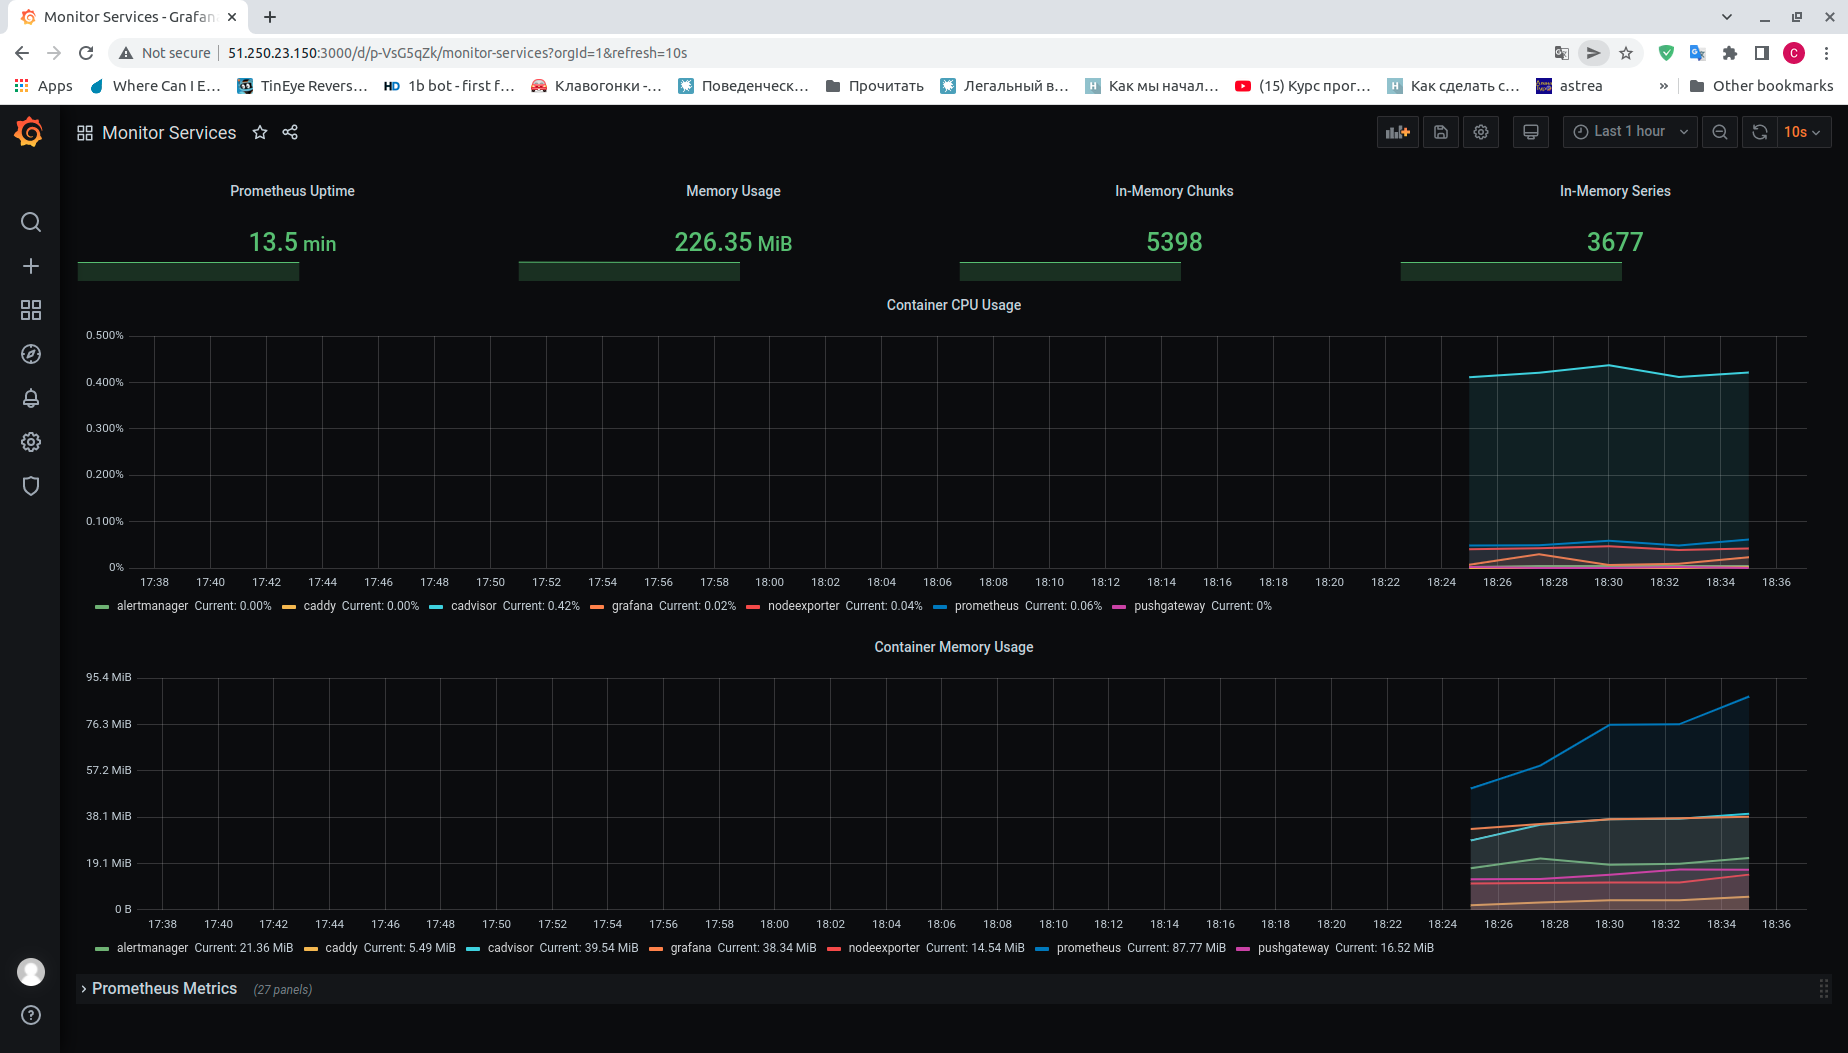 Monitor Services - Grafan
Not secure 51.250.23.150:3000/d/p-VsG5qZk/monitor-services?orgId=1&refresh=10s C
Apps Where Can I E... TinEye Revers... HD 1b bot - first f... Клавогонки -... Поведенческ... Прочитать Легальный в... H Как мы начал... (15) Курс прог... H Как сделать с... astrea » Other bookmarks
Monitor Services Last 1 hour 10s
Prometheus Uptime Memory Usage In-Memory Chunks In-Memory Series
13.5 min 226.35 MiB 5398 3677
Container CPU Usage
0.500%
0.400%
0.300%
0.200%
0.100%
0%
17:38 17:40 17:42 17:44 17:46 17:48 17:50 17:52 17:54 17:56 17:58 18:00 18:02 18:04 18:06 18:08 18:10 18:12 18:14 18:16 18:18 18:20 18:22 18:24 18:26 18:28 18:30 18:32 18:34 18:36
alertmanager Current: 0.00% caddy Current: 0.00% cadvisor Current: 0.42% grafana Current: 0.02% nodeexporter Current: 0.04% prometheus Current: 0.06% pushgateway Current: 0%
Container Memory Usage
95.4 MiB
76.3 MiB
57.2 MiB
38.1 MiB
19.1 MiB
0 B
17:38 17:40 17:42 17:44 17:46 17:48 17:50 17:52 17:54 17:56 17:58 18:00 18:02 18:04 18:06 18:08 18:10 18:12 18:14 18:16 18:18 18:20 18:22 18:24 18:26 18:28 18:30 18:32 18:34 18:36
alertmanager Current: 21.36 MiB caddy Current: 5.49 MiB cadvisor Current: 39.54 MiB grafana Current: 38.34 MiB nodeexporter Current: 14.54 MiB prometheus Current: 87.77 MiB pushgateway Current: 16.52 MiB
Prometheus Metrics (27 panels)